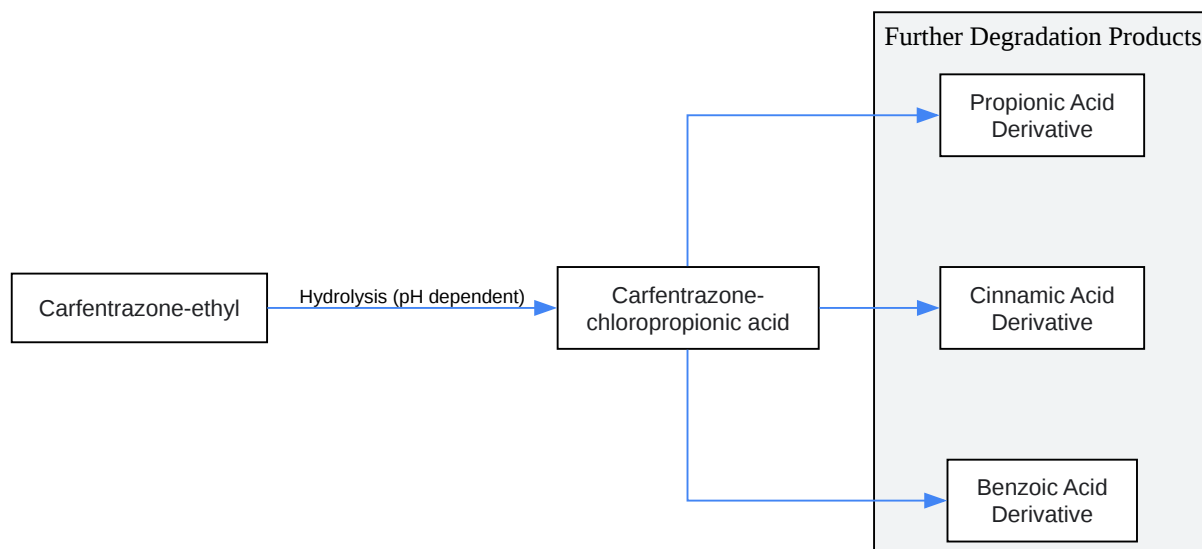 Further Degradation Products
Propionic Acid
Derivative
Carfentrazone-ethyl
Hydrolysis (pH dependent)
Carfentrazone-
chloropropionic acid
Cinnamic Acid
Derivative
Benzoic Acid
Derivative